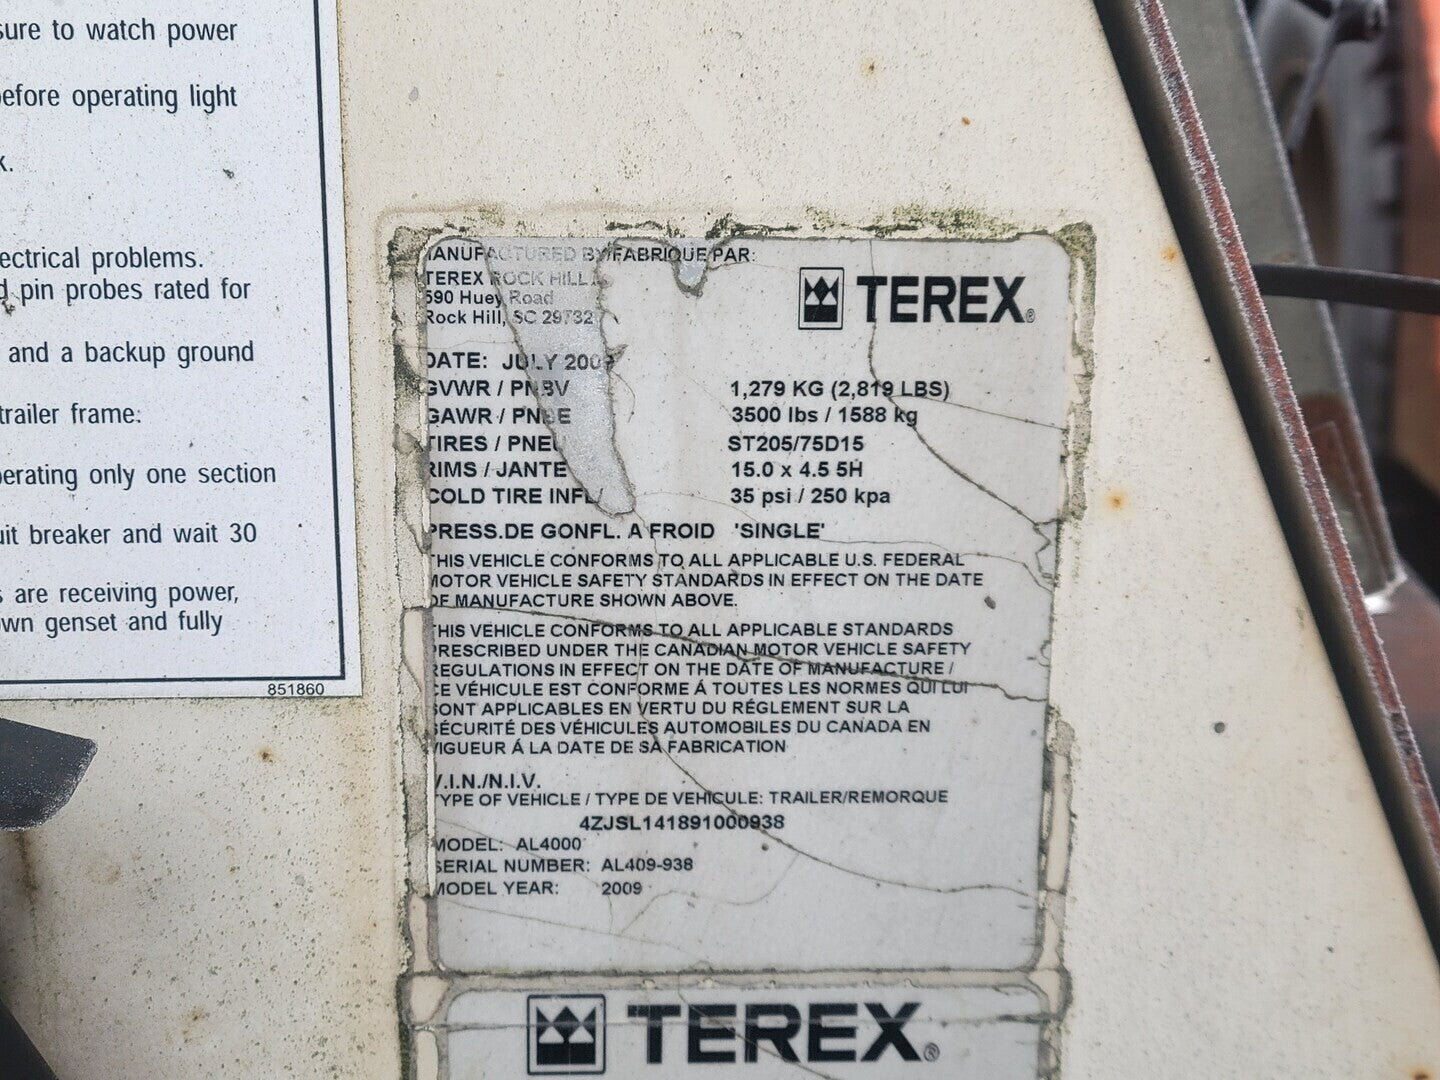 sure to watch power
before operating light
k.
electrical problems.
d pin probes rated for
and a backup ground
trailer frame:
perating only one section
uit breaker and wait 30
s are receiving power,
own genset and fully
851860
MANUFACTURED BY/FABRIQUE PAR:
TEREX ROCK HILL
590 Huey Road
Rock Hill, SC 29732
TEREX®
DATE: JULY 2009
GVWR / PNBV 1,279 KG (2,819 LBS)
GAWR / PNBE 3500 lbs / 1588 kg
TIRES / PNEU ST205/75D15
RIMS / JANTE 15.0 x 4.5 5H
COLD TIRE INFL/ 35 psi / 250 kpa
PRESS.DE GONFL. A FROID 'SINGLE'
THIS VEHICLE CONFORMS TO ALL APPLICABLE U.S. FEDERAL
MOTOR VEHICLE SAFETY STANDARDS IN EFFECT ON THE DATE
OF MANUFACTURE SHOWN ABOVE.
THIS VEHICLE CONFORMS TO ALL APPLICABLE STANDARDS
PRESCRIBED UNDER THE CANADIAN MOTOR VEHICLE SAFETY
REGULATIONS IN EFFECT ON THE DATE OF MANUFACTURE /
CE VÉHICULE EST CONFORME Á TOUTES LES NORMES QUI LUI
SONT APPLICABLES EN VERTU DU RÉGLEMENT SUR LA
SÉCURITÉ DES VÉHICULES AUTOMOBILES DU CANADA EN
VIGUEUR Á LA DATE DE SA FABRICATION
V.I.N./N.I.V.
TYPE OF VEHICLE / TYPE DE VEHICULE: TRAILER/REMORQUE
4ZJSL141891000938
MODEL: AL4000
SERIAL NUMBER: AL409-938
MODEL YEAR: 2009
TEREX®